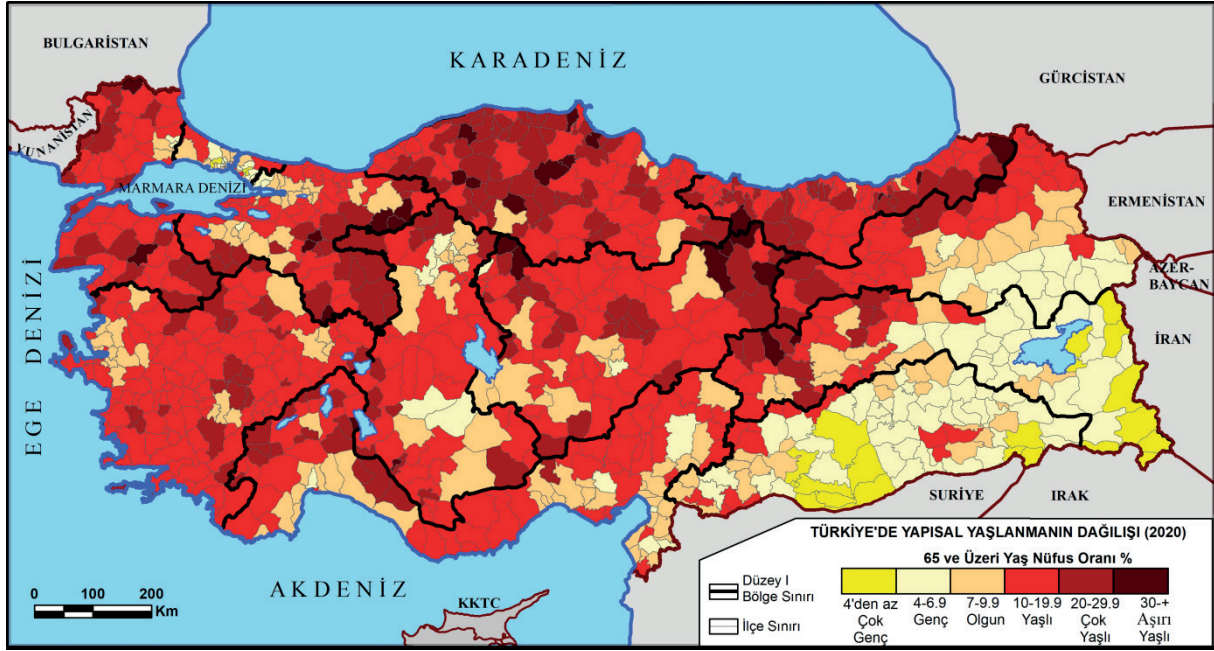 BULGARİSTAN
KARADENİZ
GÜRCİSTAN
YUNANİSTAN
MARMARA DENİZİ
ERMENİSTAN
AZER-
BAYCAN
İRAN
EGE DENİZİ
SURİYE
IRAK
AKDENİZ
KKTC
0 100 200
Km
TÜRKİYE'DE YAPISAL YAŞLANMANIN DAĞILIŞI (2020)
65 ve Üzeri Yaş Nüfus Oranı %
Düzey I
Bölge Sınırı
İlçe Sınırı
4'den az 4-6.9 7-9.9 10-19.9 20-29.9 30-+
Çok Genç Olgun Yaşlı Çok Aşırı
Genç Yaşlı Yaşlı